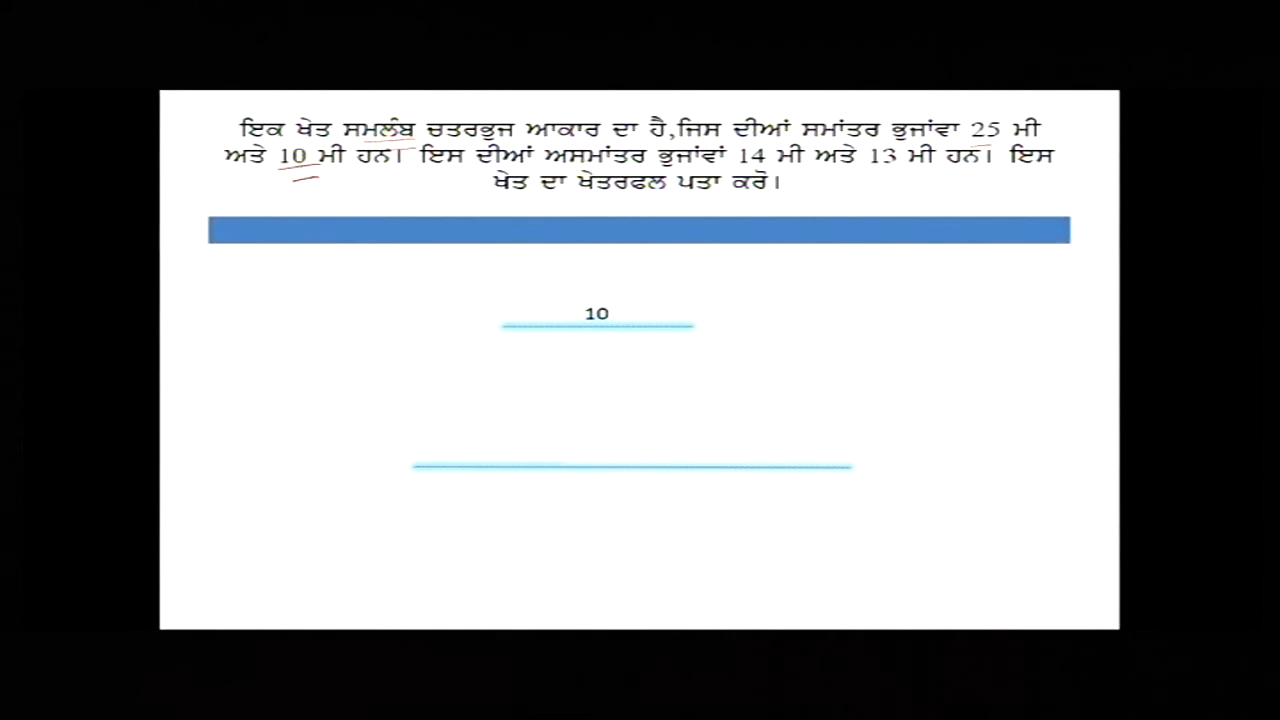 ਇਕ ਖੇਤ ਸਮਲੰਬ ਚਤਰਭੁਜ ਆਕਾਰ ਦਾ ਹੈ,ਜਿਸ ਦੀਆਂ ਸਮਾਂਤਰ ਭੁਜਾਂਵਾ 25 ਮੀ
ਅਤੇ 10 ਮੀ ਹਨ। ਇਸ ਦੀਆਂ ਅਸਮਾਂਤਰ ਭੁਜਾਂਵਾਂ 14 ਮੀ ਅਤੇ 13 ਮੀ ਹਨ। ਇਸ
ਖੇਤ ਦਾ ਖੇਤਰਫਲ ਪਤਾ ਕਰੋ।
10